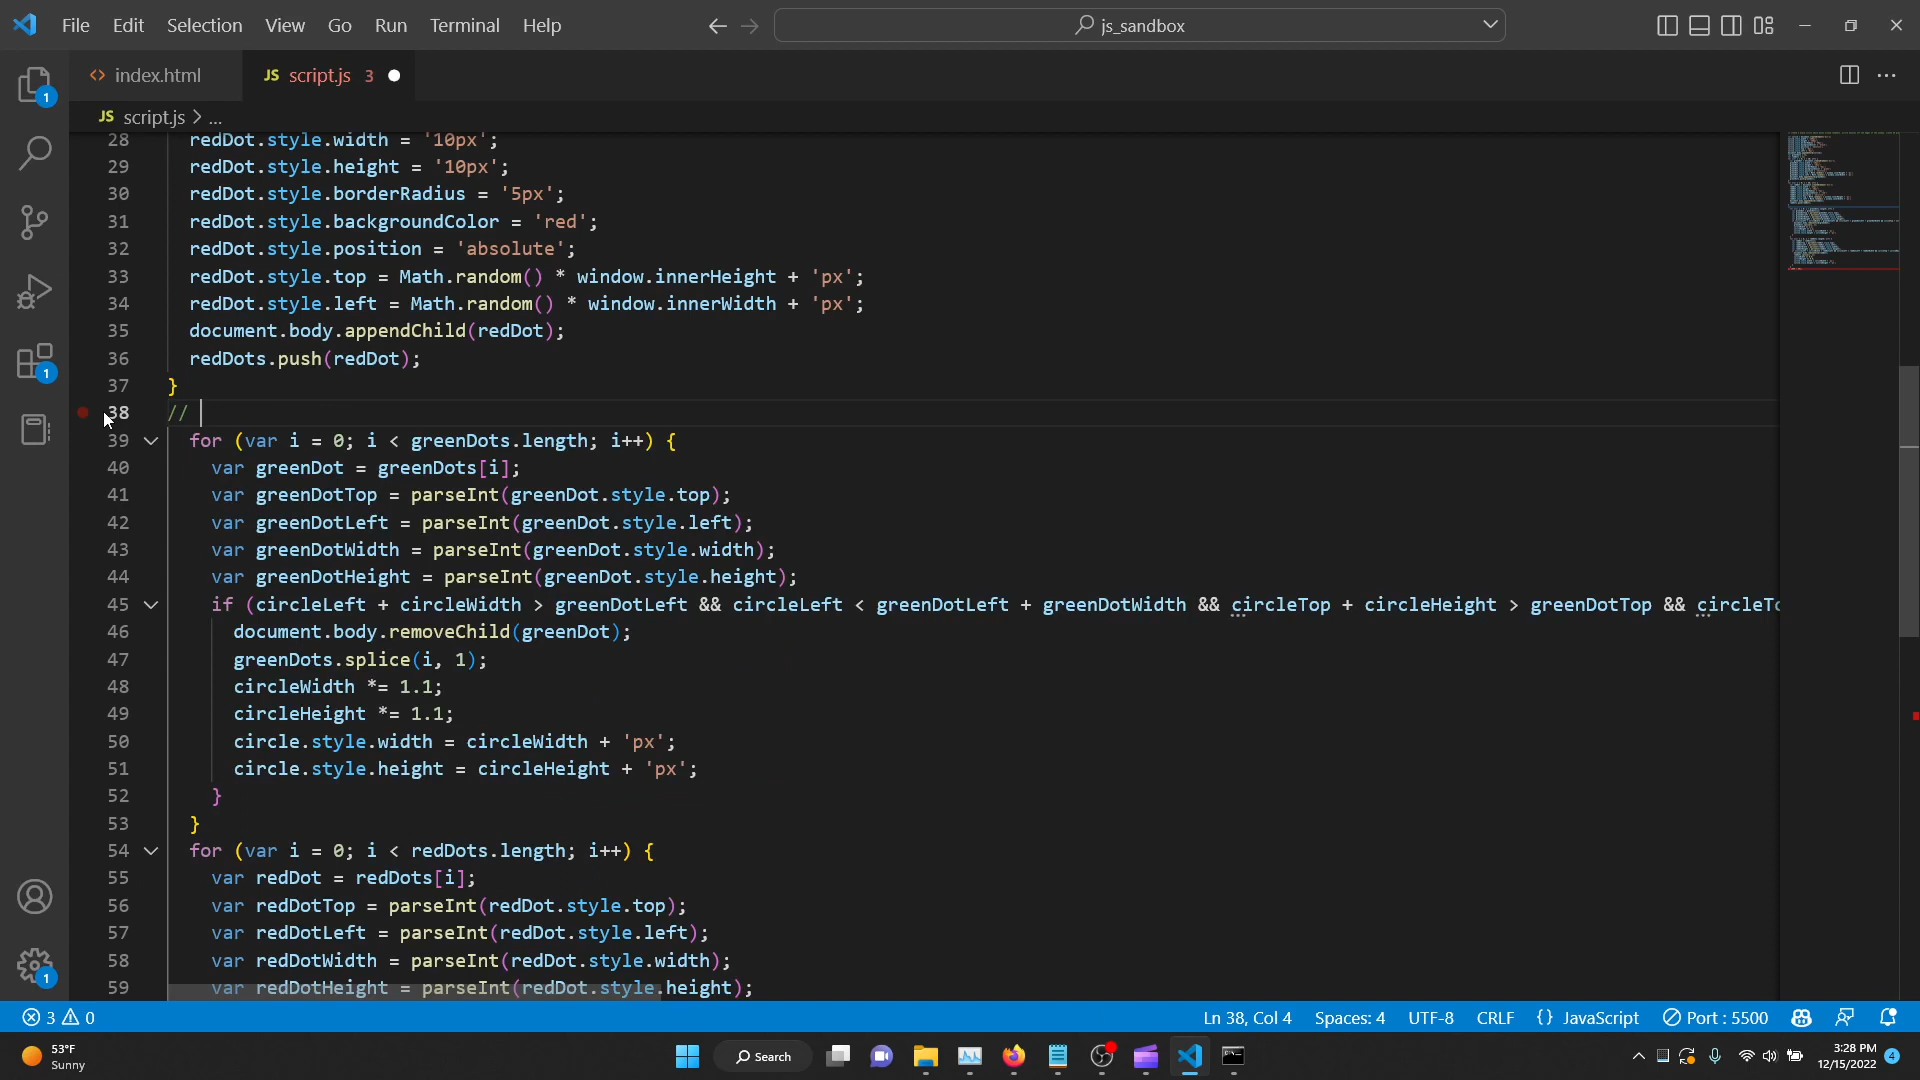 File Edit Selection View Go Run Terminal Help
js_sandbox
<> index.html
JS script.js 3
JS script.js > ...
28 redDot.style.width = '10px';
29 redDot.style.height = '10px';
30 redDot.style.borderRadius = '5px';
31 redDot.style.backgroundColor = 'red';
32 redDot.style.position = 'absolute';
33 redDot.style.top = Math.random() * window.innerHeight + 'px';
34 redDot.style.left = Math.random() * window.innerWidth + 'px';
35 document.body.appendChild(redDot);
36 redDots.push(redDot);
37 }
38 //
39 for (var i = 0; i < greenDots.length; i++) {
40 var greenDot = greenDots[i];
41 var greenDotTop = parseInt(greenDot.style.top);
42 var greenDotLeft = parseInt(greenDot.style.left);
43 var greenDotWidth = parseInt(greenDot.style.width);
44 var greenDotHeight = parseInt(greenDot.style.height);
45 if (circleLeft + circleWidth > greenDotLeft && circleLeft < greenDotLeft + greenDotWidth && circleTop + circleHeight > greenDotTop && circleTo
46 document.body.removeChild(greenDot);
47 greenDots.splice(i, 1);
48 circleWidth *= 1.1;
49 circleHeight *= 1.1;
50 circle.style.width = circleWidth + 'px';
51 circle.style.height = circleHeight + 'px';
52 }
53 }
54 for (var i = 0; i < redDots.length; i++) {
55 var redDot = redDots[i];
56 var redDotTop = parseInt(redDot.style.top);
57 var redDotLeft = parseInt(redDot.style.left);
58 var redDotWidth = parseInt(redDot.style.width);
59 var redDotHeight = parseInt(redDot.style.height);
1
1
1
3 0
Ln 38, Col 4 Spaces: 4 UTF-8 CRLF {} JavaScript Port : 5500
53°F
Sunny
Search
3:28 PM
12/15/2022
4